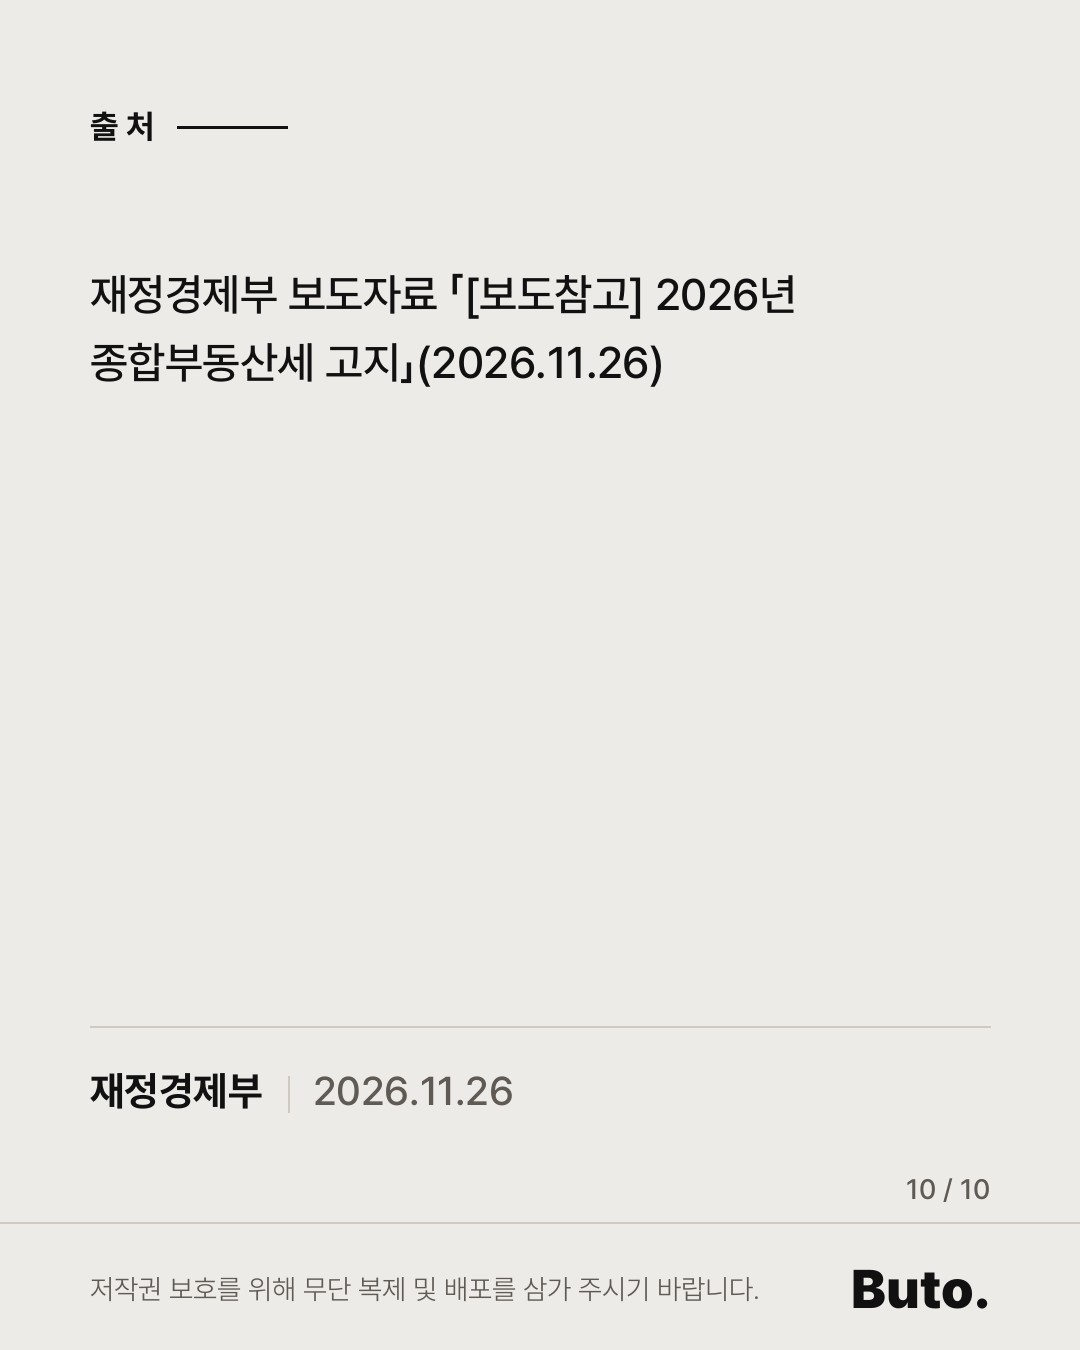 출처
재정경제부 보도자료 「[보도참고] 2026년
종합부동산세 고지」(2026.11.26)
재정경제부 | 2026.11.26
10 / 10
저작권 보호를 위해 무단 복제 및 배포를 삼가 주시기 바랍니다.
Buto.